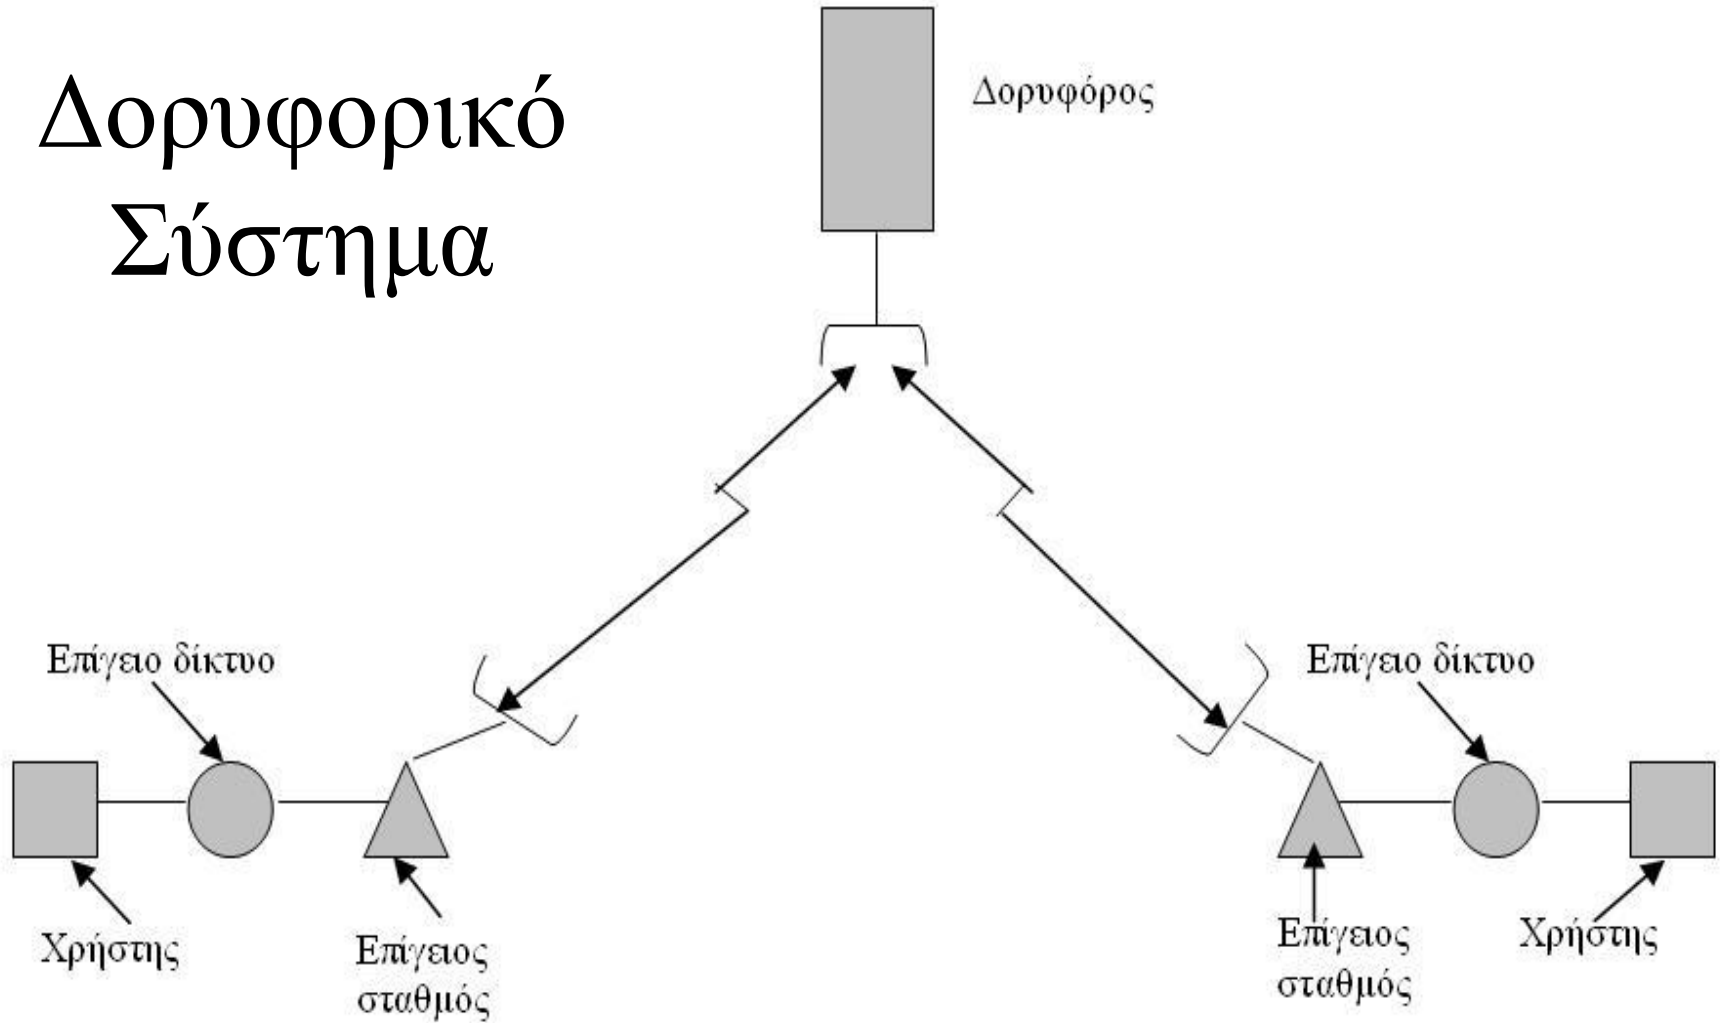 Δορυφορικό
Σύστημα
Δορυφόρος
Επίγειο δίκτυο
Επίγειο δίκτυο
Χρήστης
Επίγειος
σταθμός
Επίγειος
σταθμός
Χρήστης